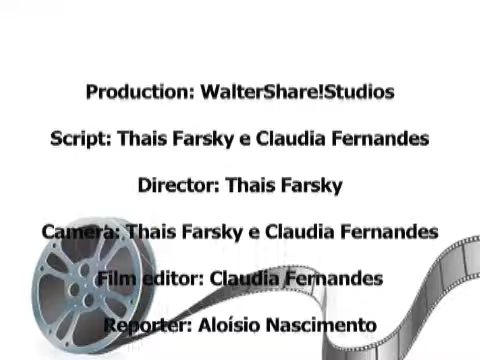 Production: WalterShare!Studios
Script: Thais Farsky e Claudia Fernandes
Director: Thais Farsky
Camera: Thais Farsky e Claudia Fernandes
Film editor: Claudia Fernandes
Reporter: Aloísio Nascimento